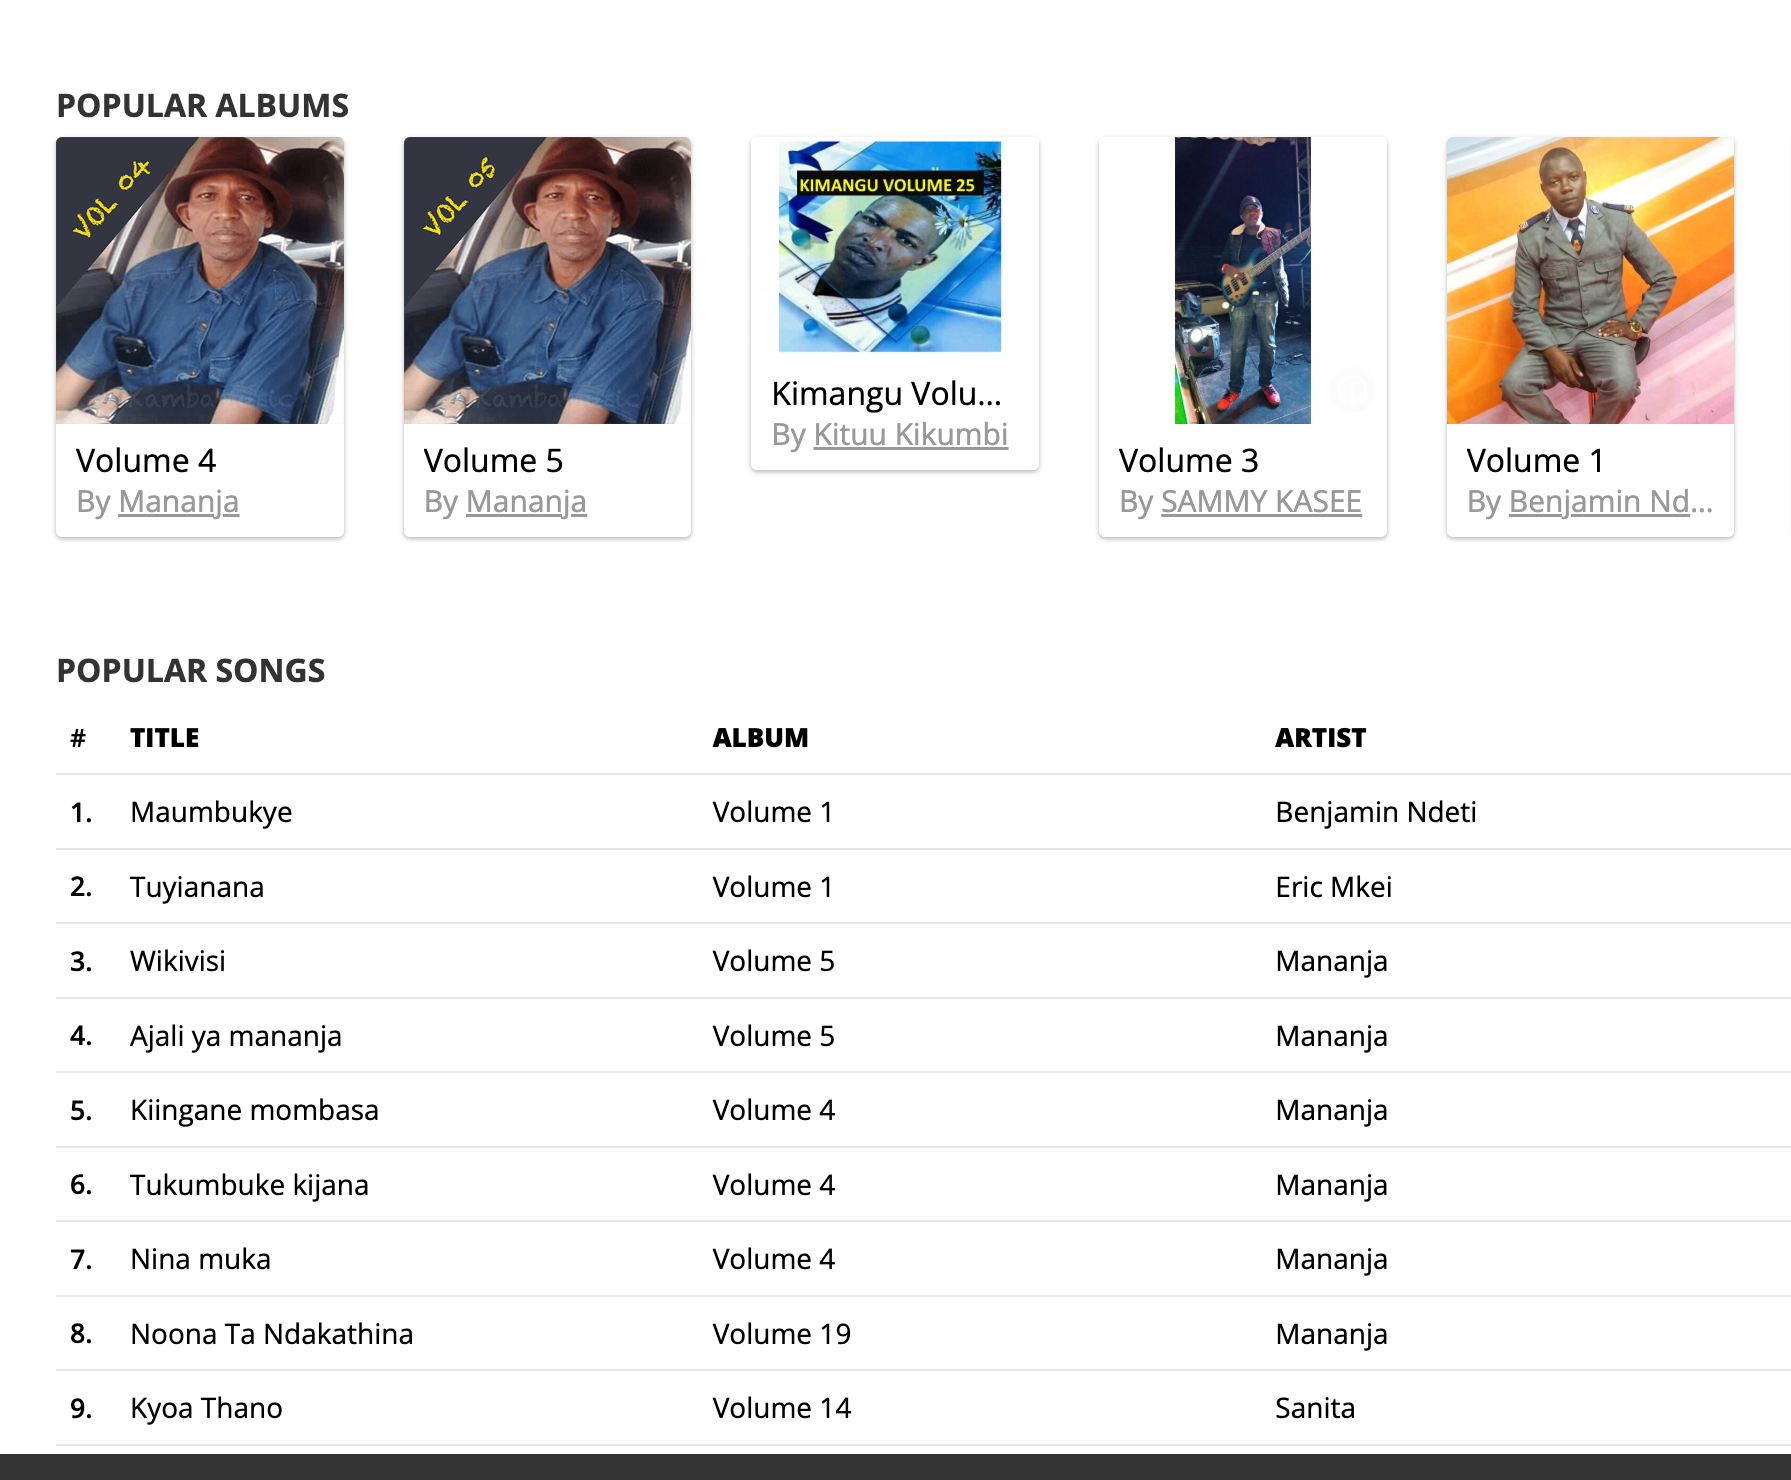 POPULAR ALBUMS
VOL 04
VOL 05
KIMANGU VOLUME 25
Volume 4
By Mananja
Volume 5
By Mananja
Kimangu Volu...
By Kituu Kikumbi
Volume 3
By SAMMY KASEE
Volume 1
By Benjamin Nd...
POPULAR SONGS
# TITLE ALBUM ARTIST
1. Maumbukye Volume 1 Benjamin Ndeti
2. Tuyianana Volume 1 Eric Mkei
3. Wikivisi Volume 5 Mananja
4. Ajali ya mananja Volume 5 Mananja
5. Kiingane mombasa Volume 4 Mananja
6. Tukumbuke kijana Volume 4 Mananja
7. Nina muka Volume 4 Mananja
8. Noona Ta Ndakathina Volume 19 Mananja
9. Kyoa Thano Volume 14 Sanita